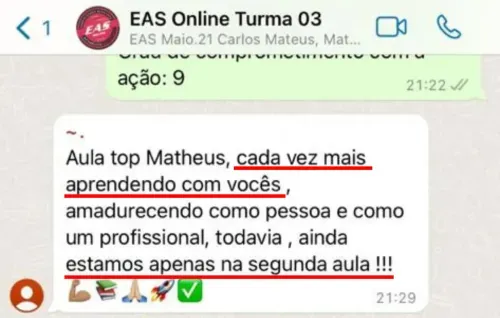 1
EAS
EAS Online Turma 03
EAS Maio.21 Carlos Mateus, Mat...
Grau de comprometimento com a
ação: 9
21:22
~.
Aula top Matheus, cada vez mais
aprendendo com vocês ,
amadurecendo como pessoa e como
um profissional, todavia , ainda
estamos apenas na segunda aula !!!
💪🏽📚🙏🏼🚀✅
21:29